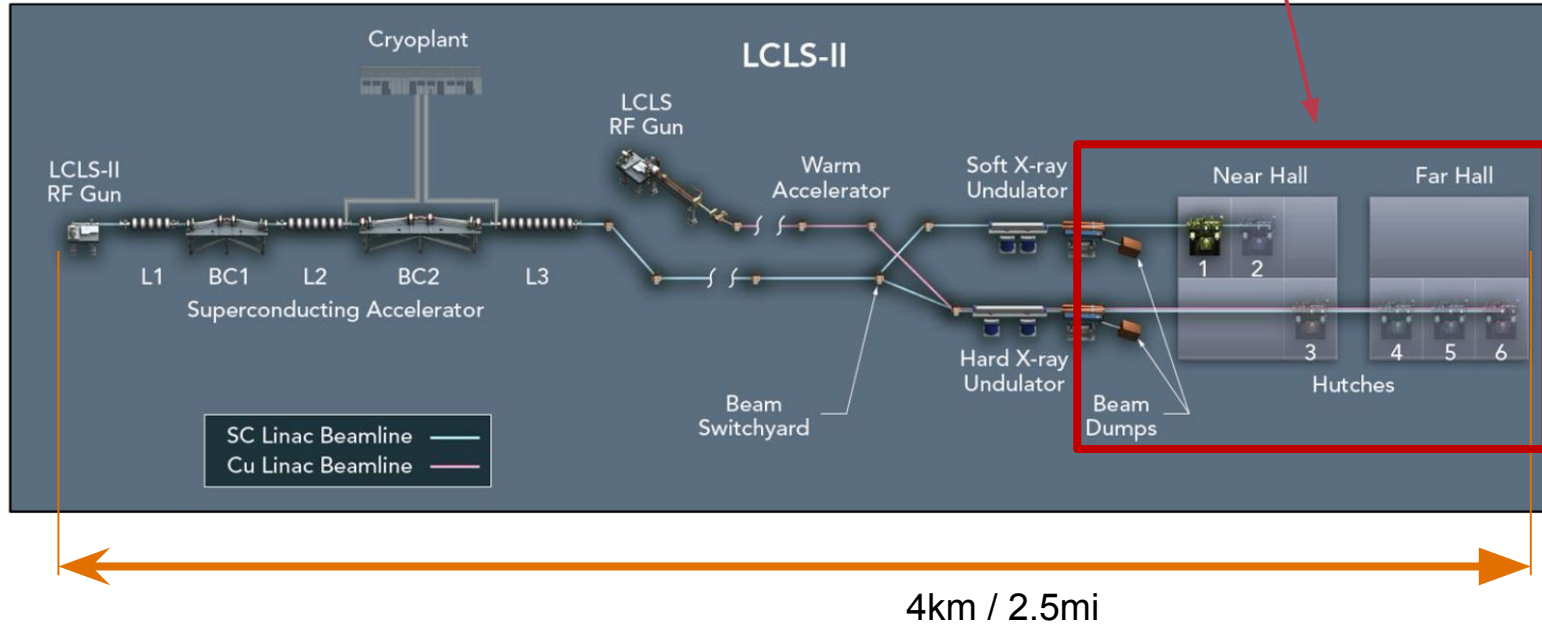 LCLS-II
Cryoplant
LCLS
RF Gun
LCLS-II
RF Gun
Warm
Accelerator
Soft X-ray
Undulator
Near Hall
Far Hall
1
2
L1
BC1
L2
BC2
L3
Superconducting Accelerator
3
4
5
6
Hard X-ray
Undulator
Hutches
Beam
Switchyard
Beam
Dumps
SC Linac Beamline
Cu Linac Beamline
4km / 2.5mi